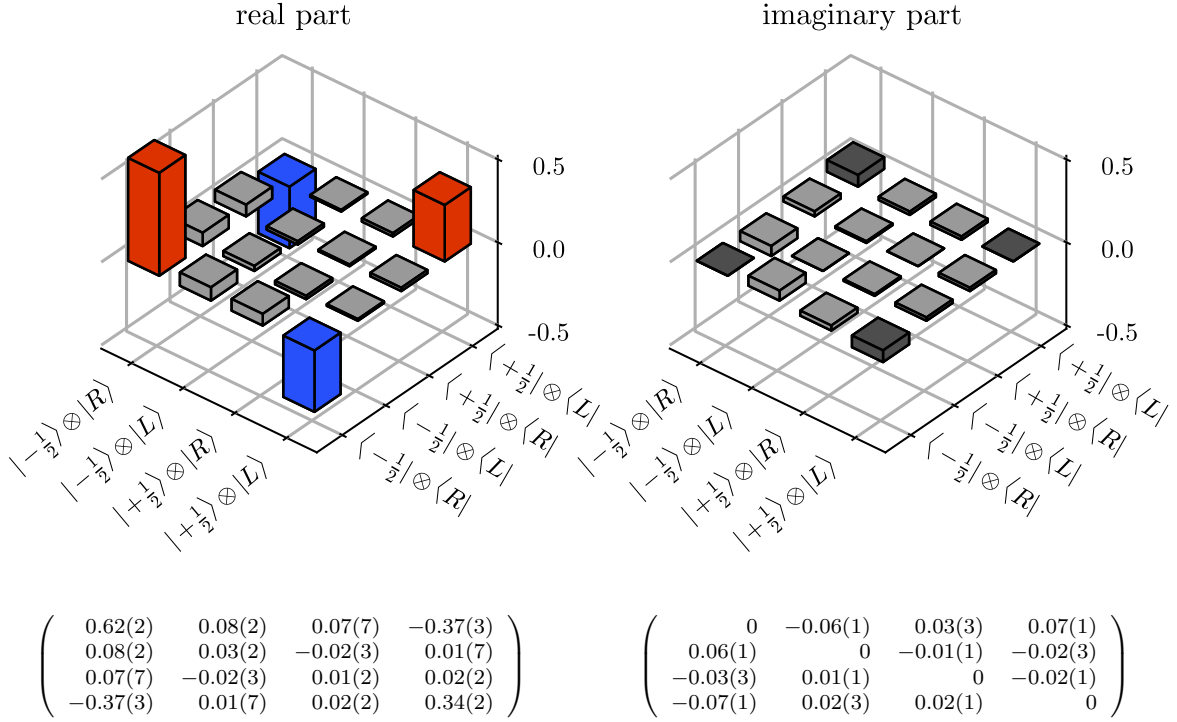 real part
imaginary part
0.5
0.0
-0.5
0.5
0.0
-0.5
|−1/2⟩⊗|R⟩
|−1/2⟩⊗|L⟩
|+1/2⟩⊗|R⟩
|+1/2⟩⊗|L⟩
⟨+1/2|⊗⟨L|
⟨+1/2|⊗⟨R|
⟨−1/2|⊗⟨L|
⟨−1/2|⊗⟨R|
|−1/2⟩⊗|R⟩
|−1/2⟩⊗|L⟩
|+1/2⟩⊗|R⟩
|+1/2⟩⊗|L⟩
⟨+1/2|⊗⟨L|
⟨+1/2|⊗⟨R|
⟨−1/2|⊗⟨L|
⟨−1/2|⊗⟨R|
0.62(2) 0.08(2) 0.07(7) −0.37(3)
0.08(2) 0.03(2) −0.02(3) 0.01(7)
0.07(7) −0.02(3) 0.01(2) 0.02(2)
−0.37(3) 0.01(7) 0.02(2) 0.34(2)
0 −0.06(1) 0.03(3) 0.07(1)
0.06(1) 0 −0.01(1) −0.02(3)
−0.03(3) 0.01(1) 0 −0.02(1)
−0.07(1) 0.02(3) 0.02(1) 0